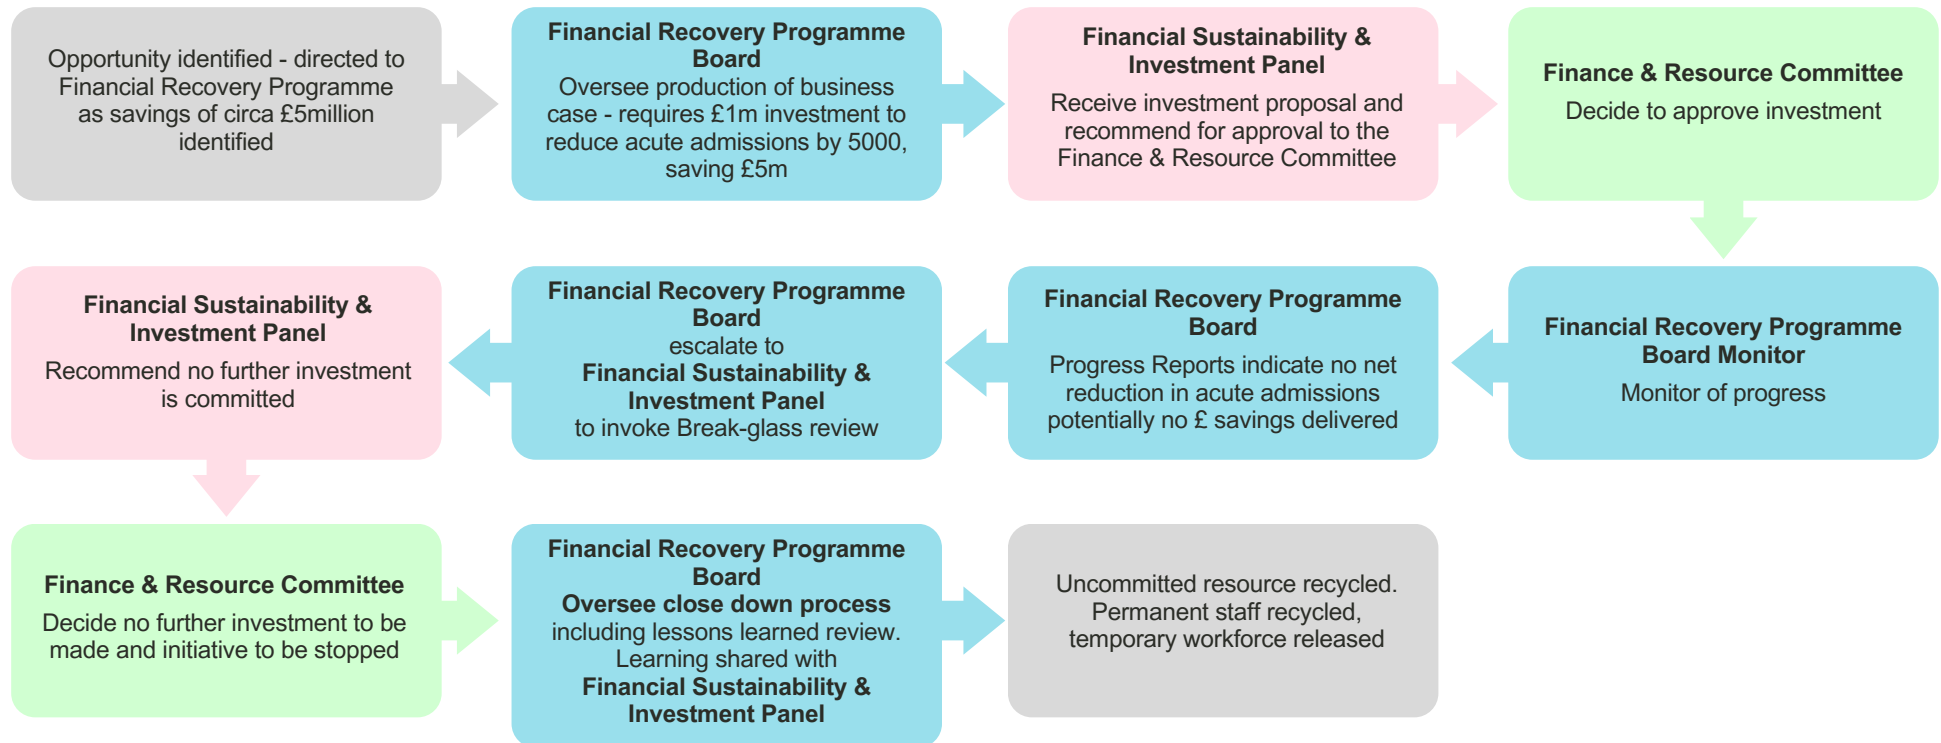 Opportunity identified - directed to
Financial Recovery Programme
as savings of circa £5million
identified
Financial Recovery Programme
Board
Oversee production of business
case - requires £1m investment to
reduce acute admissions by 5000,
saving £5m
Financial Sustainability &
Investment Panel
Receive investment proposal and
recommend for approval to the
Finance & Resource Committee
Finance & Resource Committee
Decide to approve investment
Financial Recovery Programme
Board Monitor
Monitor of progress
Financial Recovery Programme
Board
Progress Reports indicate no net
reduction in acute admissions
potentially no £ savings delivered
Financial Recovery Programme
Board
escalate to
Financial Sustainability &
Investment Panel
to invoke Break-glass review
Financial Sustainability &
Investment Panel
Recommend no further investment
is committed
Finance & Resource Committee
Decide no further investment to be
made and initiative to be stopped
Financial Recovery Programme
Board
Oversee close down process
including lessons learned review.
Learning shared with
Financial Sustainability &
Investment Panel
Uncommitted resource recycled.
Permanent staff recycled,
temporary workforce released